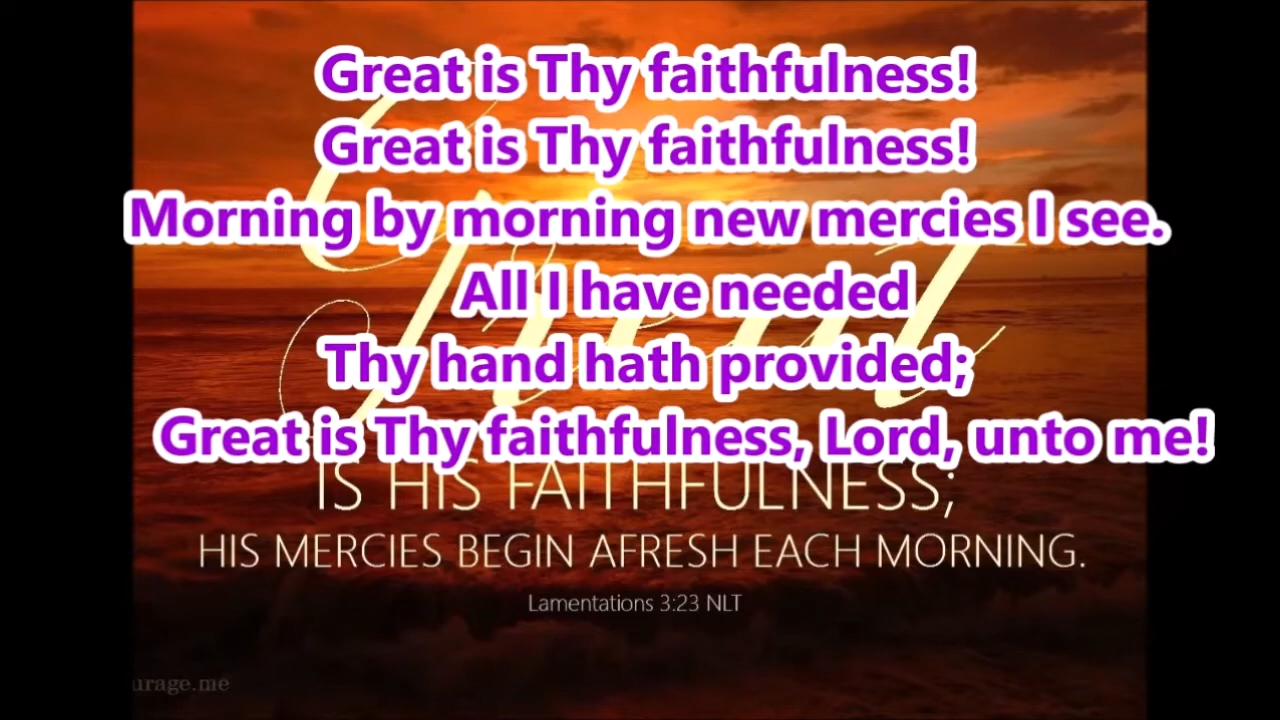 Great is Thy faithfulness!
Great is Thy faithfulness!
Morning by morning new mercies I see.
All I have needed
Thy hand hath provided;
Great is Thy faithfulness, Lord, unto me!
Great
IS HIS FAITHFULNESS;
HIS MERCIES BEGIN AFRESH EACH MORNING.
Lamentations 3:23 NLT
urage.me